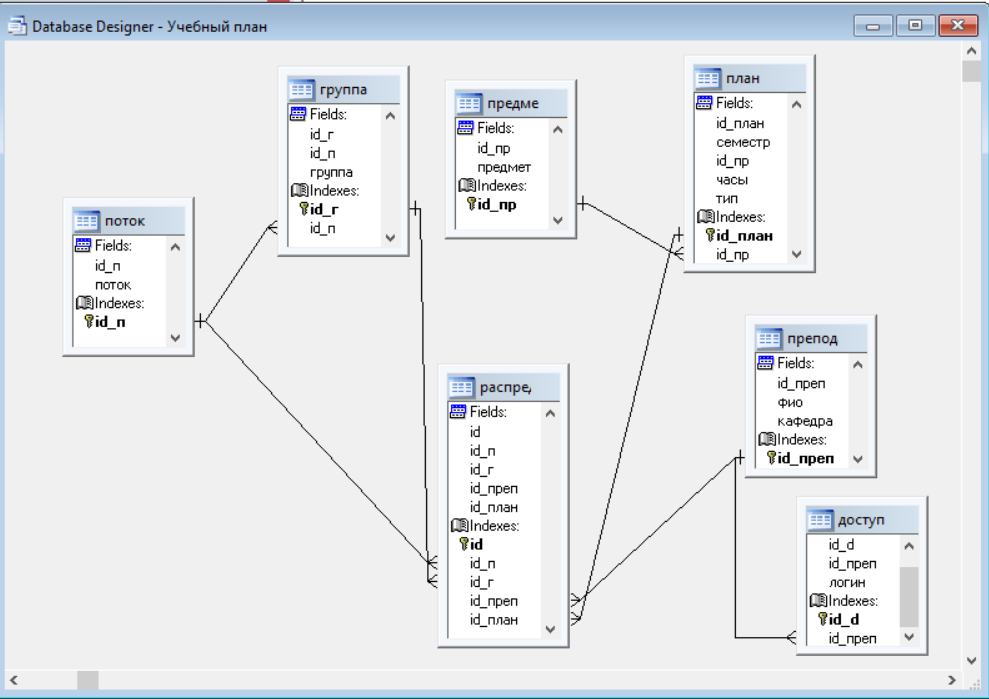 Database Designer - Учебный план
группа
Fields:
id_г
id_п
группа
Indexes:
id_г
id_п
предме
Fields:
id_пр
предмет
Indexes:
id_пр
план
Fields:
id_план
семестр
id_пр
часы
тип
Indexes:
id_план
id_пр
поток
Fields:
id_п
поток
Indexes:
id_п
распред
Fields:
id
id_п
id_г
id_преп
id_план
Indexes:
id
id_п
id_г
id_преп
id_план
препод
Fields:
id_преп
фио
кафедра
Indexes:
id_преп
доступ
id_d
id_преп
логин
Indexes:
id_d
id_преп